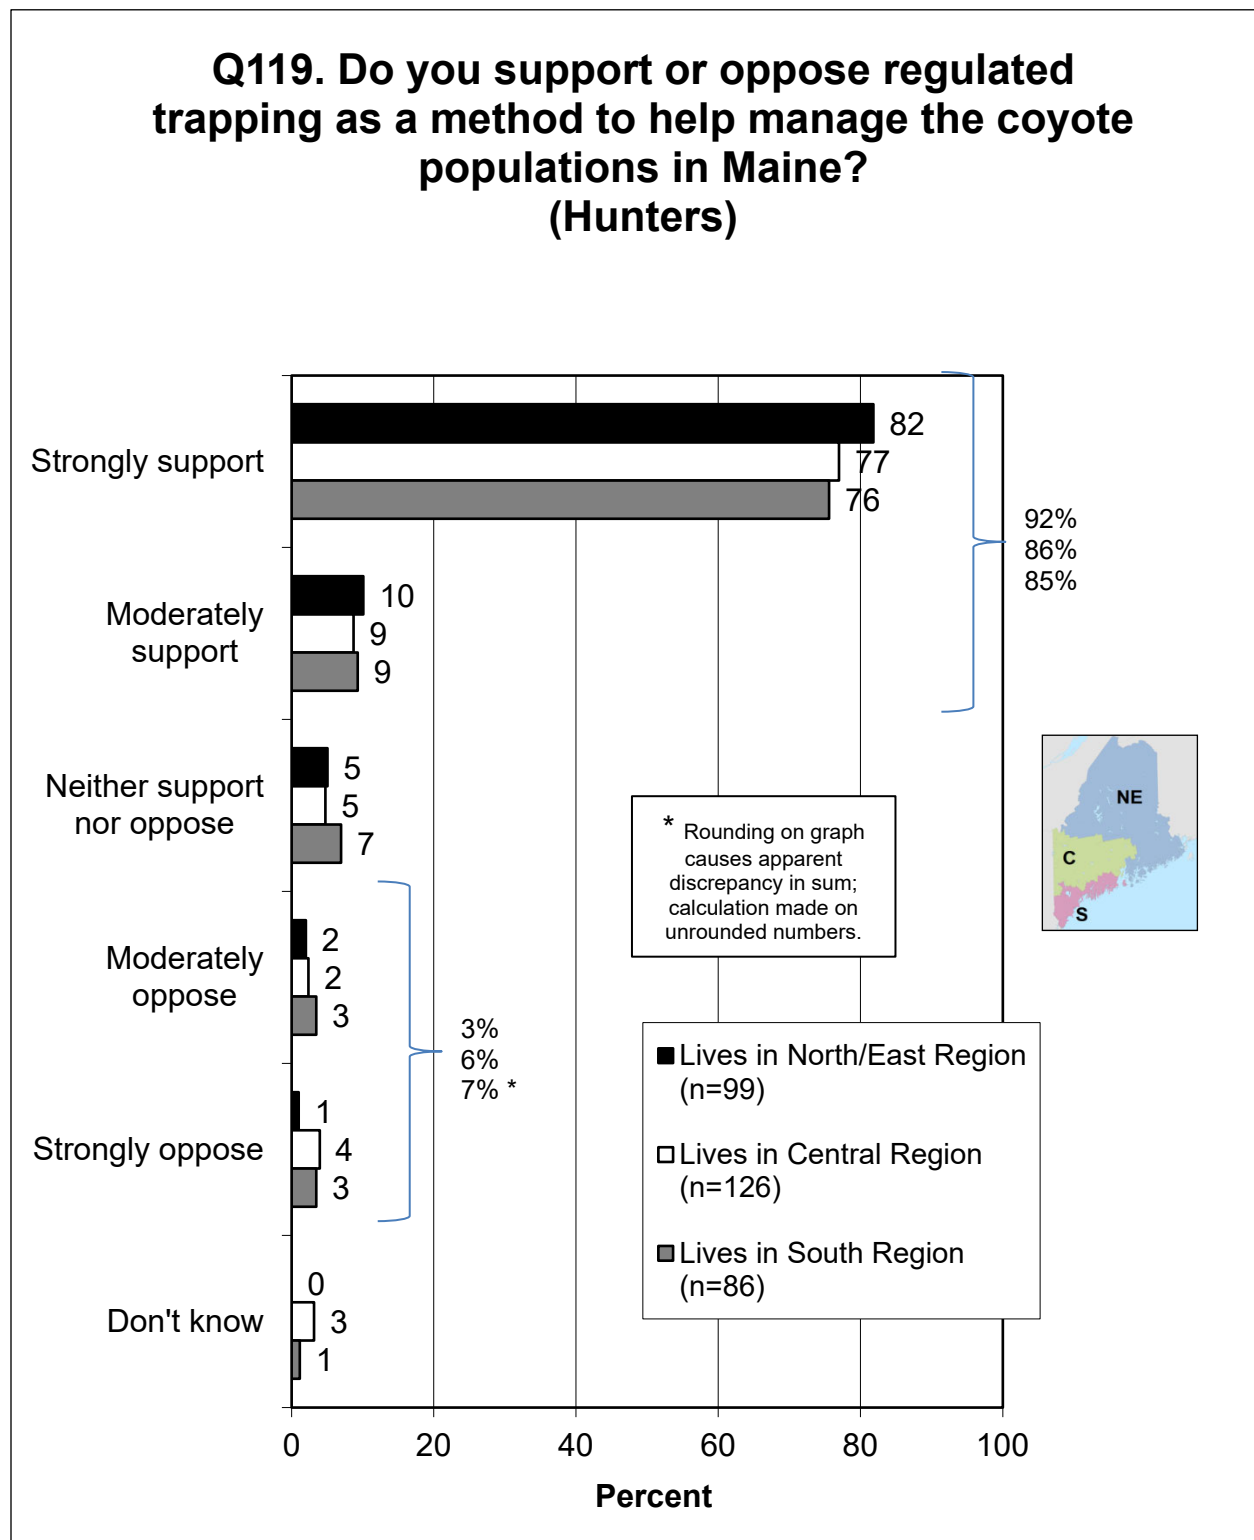 Q119. Do you support or oppose regulated
trapping as a method to help manage the coyote
populations in Maine?
(Hunters)
Strongly support
82
77
76
92%
86%
85%
Moderately
support
10
9
9
Neither support
nor oppose
5
5
7
* Rounding on graph
causes apparent
discrepancy in sum;
calculation made on
unrounded numbers.
NE
C
S
Moderately
oppose
2
2
3
3%
6%
7% *
Strongly oppose
1
4
3
Don't know
0
3
1
Lives in North/East Region
(n=99)
Lives in Central Region
(n=126)
Lives in South Region
(n=86)
0 20 40 60 80 100
Percent